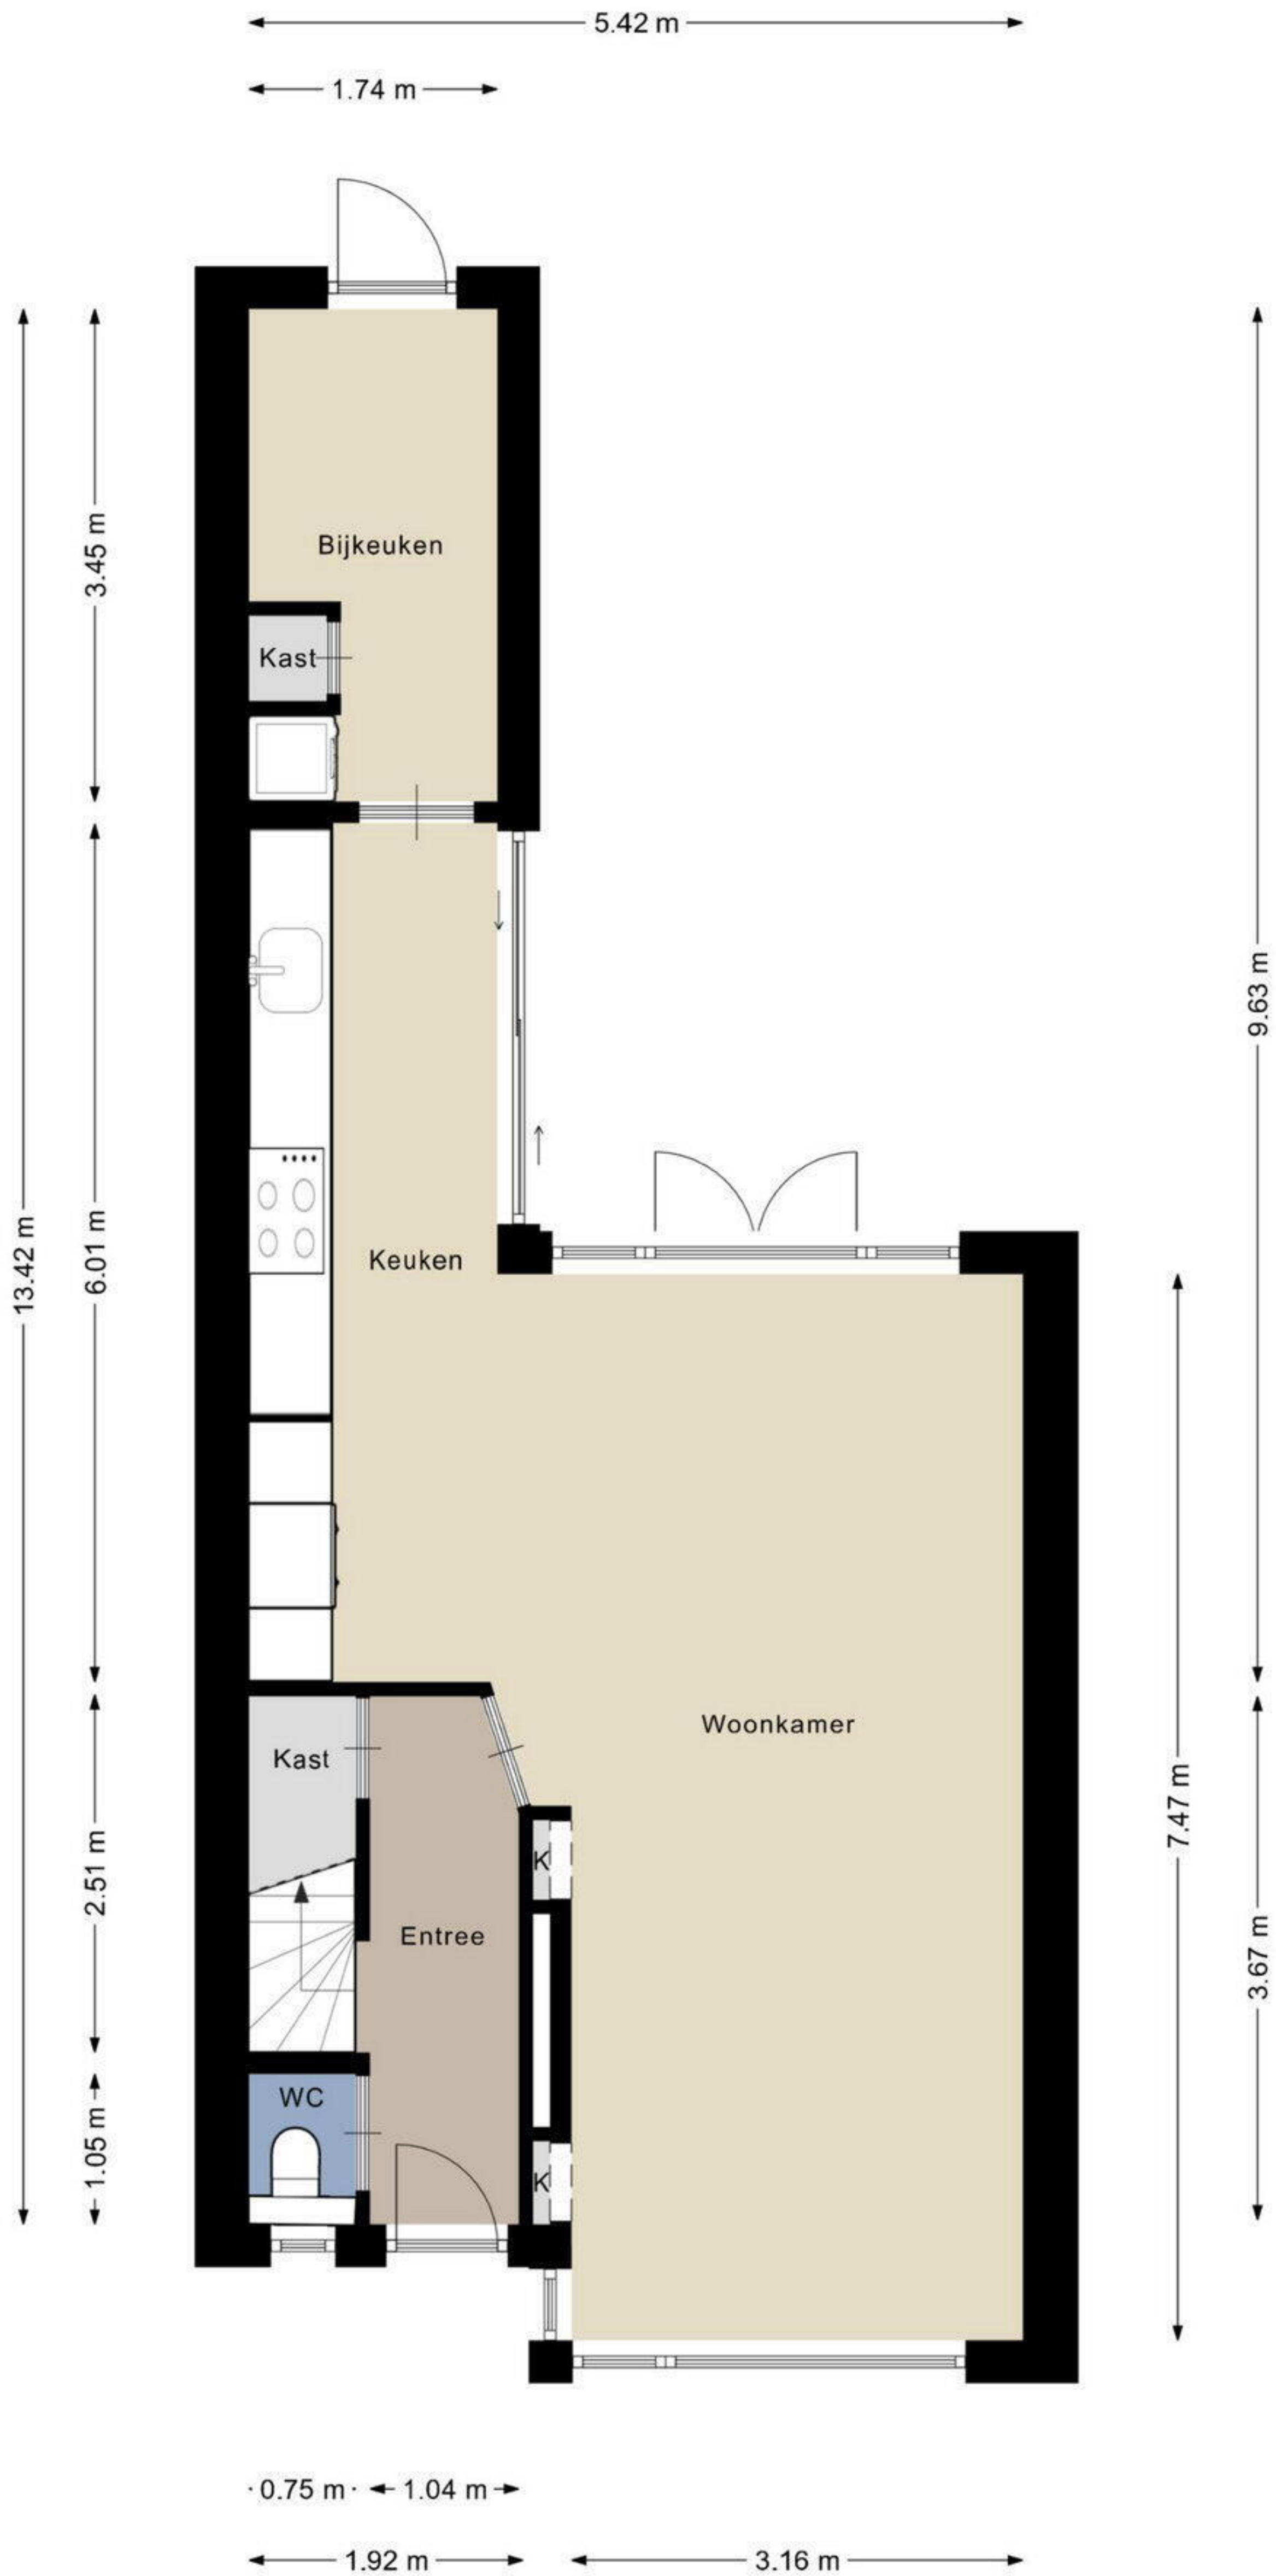 5.42 m
1.74 m
Bijkeuken
3.45 m
Kast
9.63 m
6.01 m
13.42 m
Keuken
Woonkamer
Kast
7.47 m
K
2.51 m
Entree
3.67 m
WC
1.05 m
K
0.75 m
1.04 m
1.92 m
3.16 m